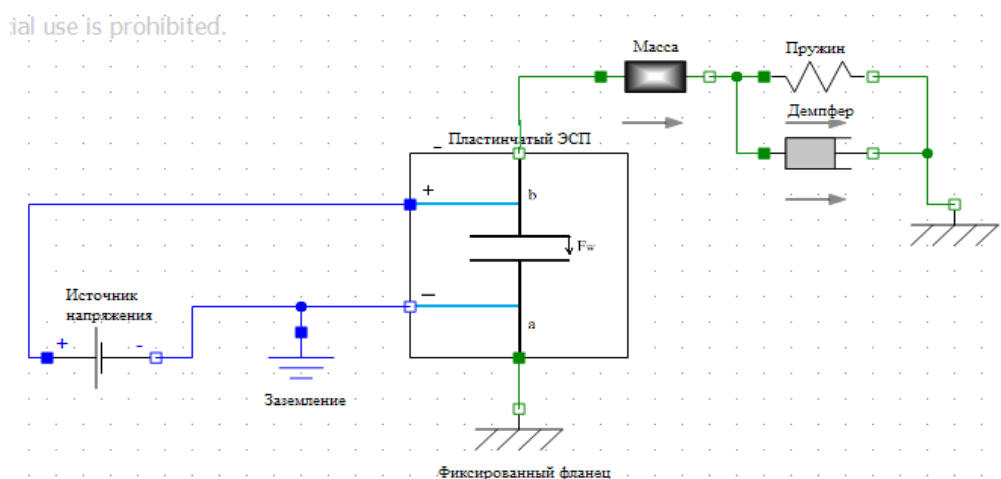 ial use is prohibited.
Масса
Пружин
Демпфер
_ Пластинчатый ЭСП
+
b
Fw
Источник
напряжения
−
a
+
-
Заземление
Фиксированный фланец